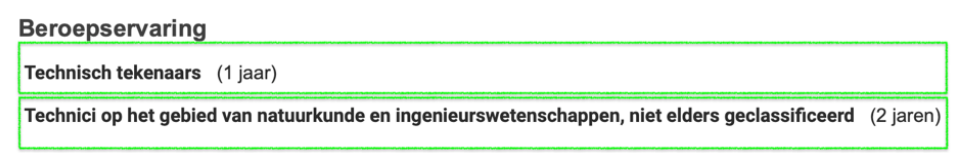 Beroepservaring
Technisch tekenaars (1 jaar)
Technici op het gebied van natuurkunde en ingenieurswetenschappen, niet elders geclassificeerd (2 jaren)